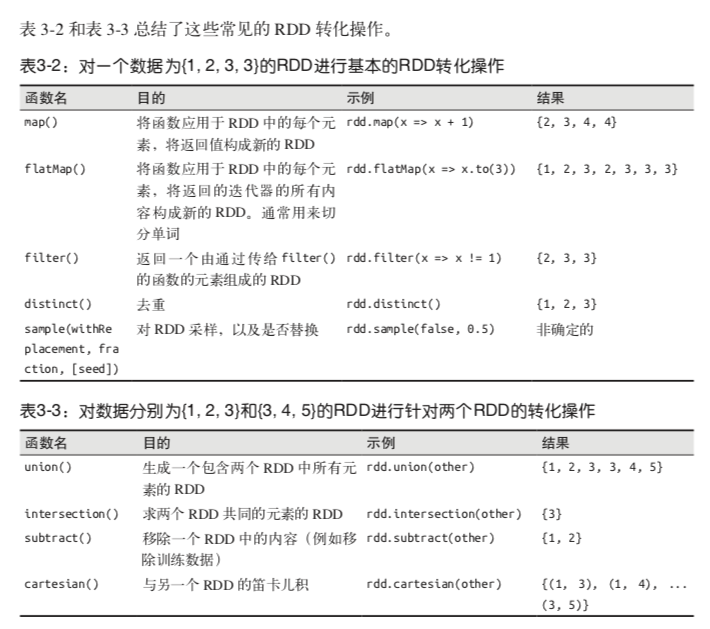 表 3-2 和表 3-3 总结了这些常见的 RDD 转化操作。
表3-2：对一个数据为{1, 2, 3, 3}的RDD进行基本的RDD转化操作
函数名 目的 示例 结果
map() 将函数应用于 RDD 中的每个元 rdd.map(x => x + 1) {2, 3, 4, 4}
素，将返回值构成新的 RDD
flatMap() 将函数应用于 RDD 中的每个元 rdd.flatMap(x => x.to(3)) {1, 2, 3, 2, 3, 3, 3}
素，将返回的迭代器的所有内
容构成新的 RDD。通常用来切
分单词
filter() 返回一个由通过传给 filter() rdd.filter(x => x != 1) {2, 3, 3}
的函数的元素组成的 RDD
distinct() 去重 rdd.distinct() {1, 2, 3}
sample(withRe 对 RDD 采样，以及是否替换 rdd.sample(false, 0.5) 非确定的
placement, fra
ction, [seed])
表3-3：对数据分别为{1, 2, 3}和{3, 4, 5}的RDD进行针对两个RDD的转化操作
函数名 目的 示例 结果
union() 生成一个包含两个 RDD 中所有元 rdd.union(other) {1, 2, 3, 3, 4, 5}
素的 RDD
intersection() 求两个 RDD 共同的元素的 RDD rdd.intersection(other) {3}
subtract() 移除一个 RDD 中的内容（例如移 rdd.subtract(other) {1, 2}
除训练数据）
cartesian() 与另一个 RDD 的笛卡儿积 rdd.cartesian(other) {(1, 3), (1, 4), ...
(3, 5)}